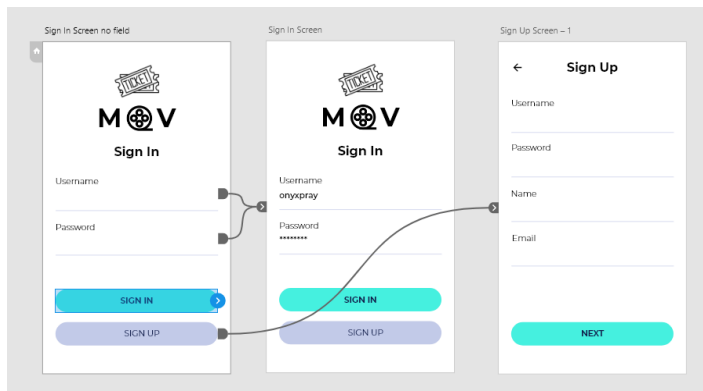 Sign In Screen no field
TICKET
M V
Sign In
Username
Password
SIGN IN
SIGN UP
Sign In Screen
TICKET
M V
Sign In
Username
onyxpray
Password
********
SIGN IN
SIGN UP
Sign Up Screen – 1
Sign Up
Username
Password
Name
Email
NEXT